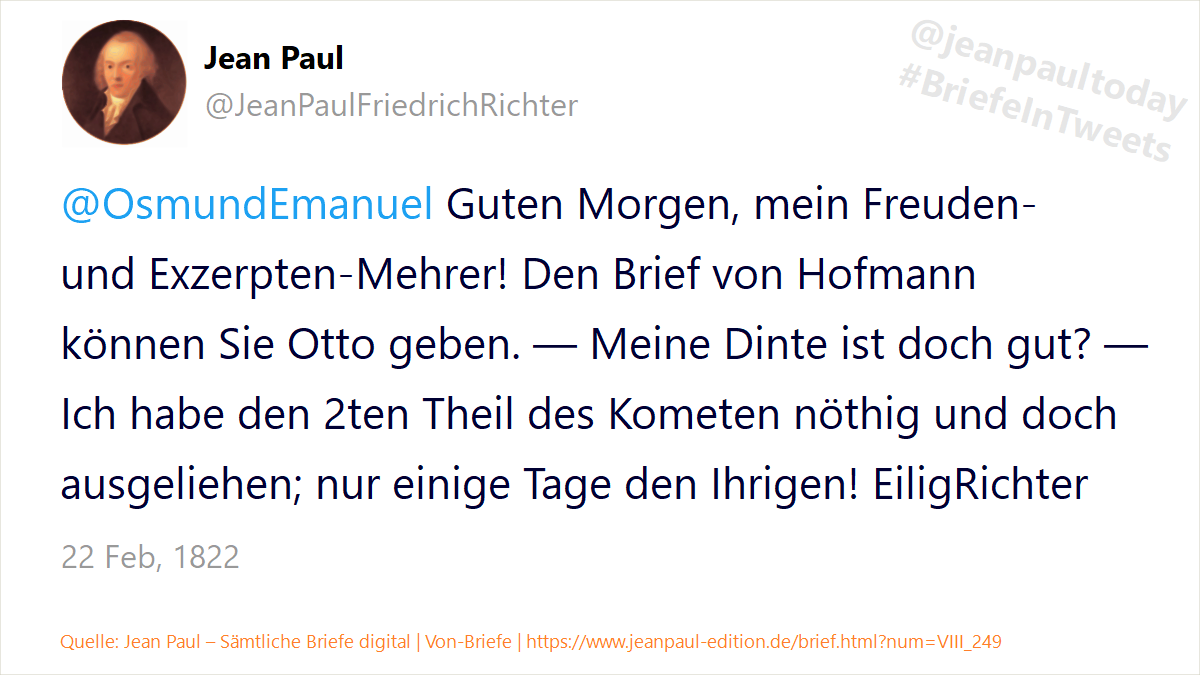 Jean Paul
@JeanPaulFriedrichRichter
@jeanpaultoday
#BriefeInTweets
@OsmundEmanuel Guten Morgen, mein Freuden-
und Exzerpten-Mehrer! Den Brief von Hofmann
können Sie Otto geben. — Meine Dinte ist doch gut? —
Ich habe den 2ten Theil des Kometen nöthig und doch
ausgeliehen; nur einige Tage den Ihrigen! EiligRichter
22 Feb, 1822
Quelle: Jean Paul – Sämtliche Briefe digital | Von-Briefe | https://www.jeanpaul-edition.de/brief.html?num=VIII_249